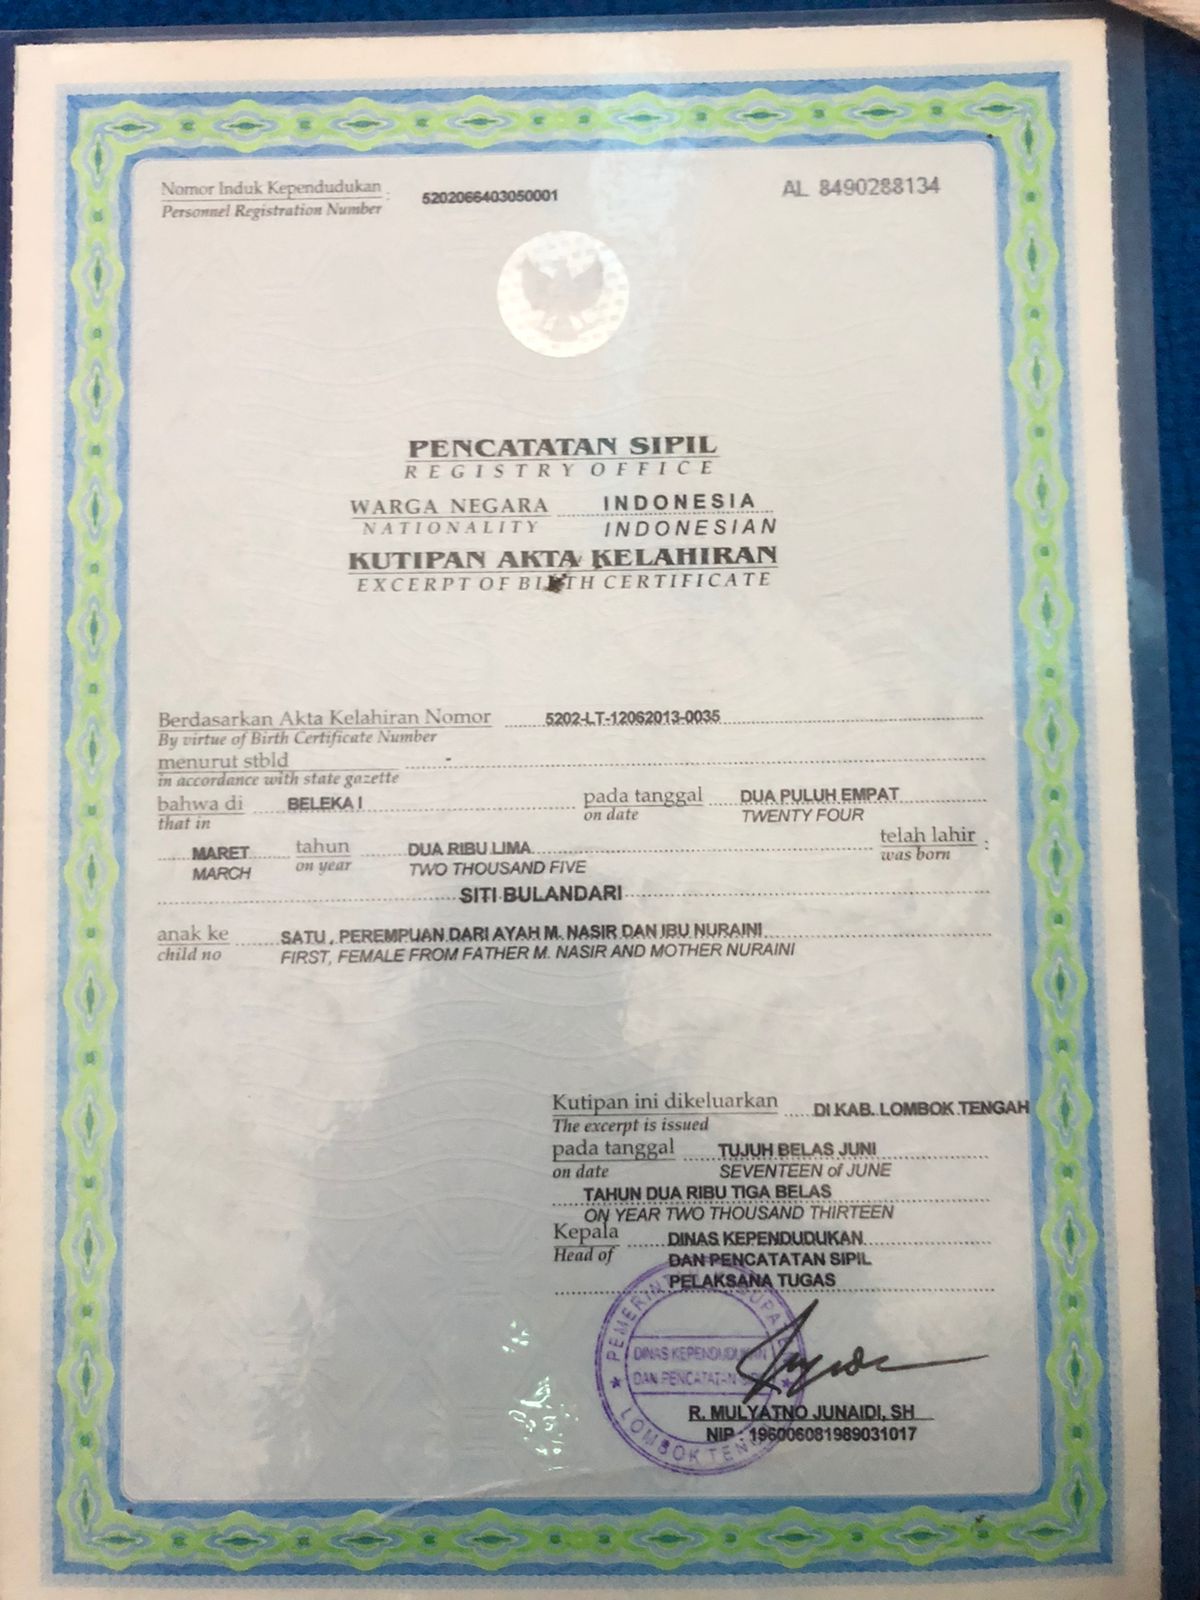 Nomor Induk Kependudukan : 5202066403050001 AL 8490288134
Personnel Registration Number
PENCATATAN SIPIL
REGISTRY OFFICE
WARGA NEGARA INDONESIA
NATIONALITY INDONESIAN
KUTIPAN AKTA KELAHIRAN
EXCERPT OF BIRTH CERTIFICATE
Berdasarkan Akta Kelahiran Nomor 5202-LT-12062013-0035
By virtue of Birth Certificate Number
menurut stbld -
in accordance with state gazette
bahwa di BELEKA I pada tanggal DUA PULUH EMPAT
that in on date TWENTY FOUR
MARET tahun DUA RIBU LIMA telah lahir :
MARCH on year TWO THOUSAND FIVE was born
SITI BULANDARI
anak ke SATU , PEREMPUAN DARI AYAH M. NASIR DAN IBU NURAINI
child no FIRST, FEMALE FROM FATHER M. NASIR AND MOTHER NURAINI
Kutipan ini dikeluarkan DI KAB. LOMBOK TENGAH
The excerpt is issued
pada tanggal TUJUH BELAS JUNI
on date SEVENTEEN of JUNE
TAHUN DUA RIBU TIGA BELAS
ON YEAR TWO THOUSAND THIRTEEN
Kepala DINAS KEPENDUDUKAN
Head of DAN PENCATATAN SIPIL
PELAKSANA TUGAS
DINAS KEPENDUDUKAN
DAN PENCATATAN
LOMBOK
R. MULYATNO JUNAIDI, SH
NIP : 196006081989031017